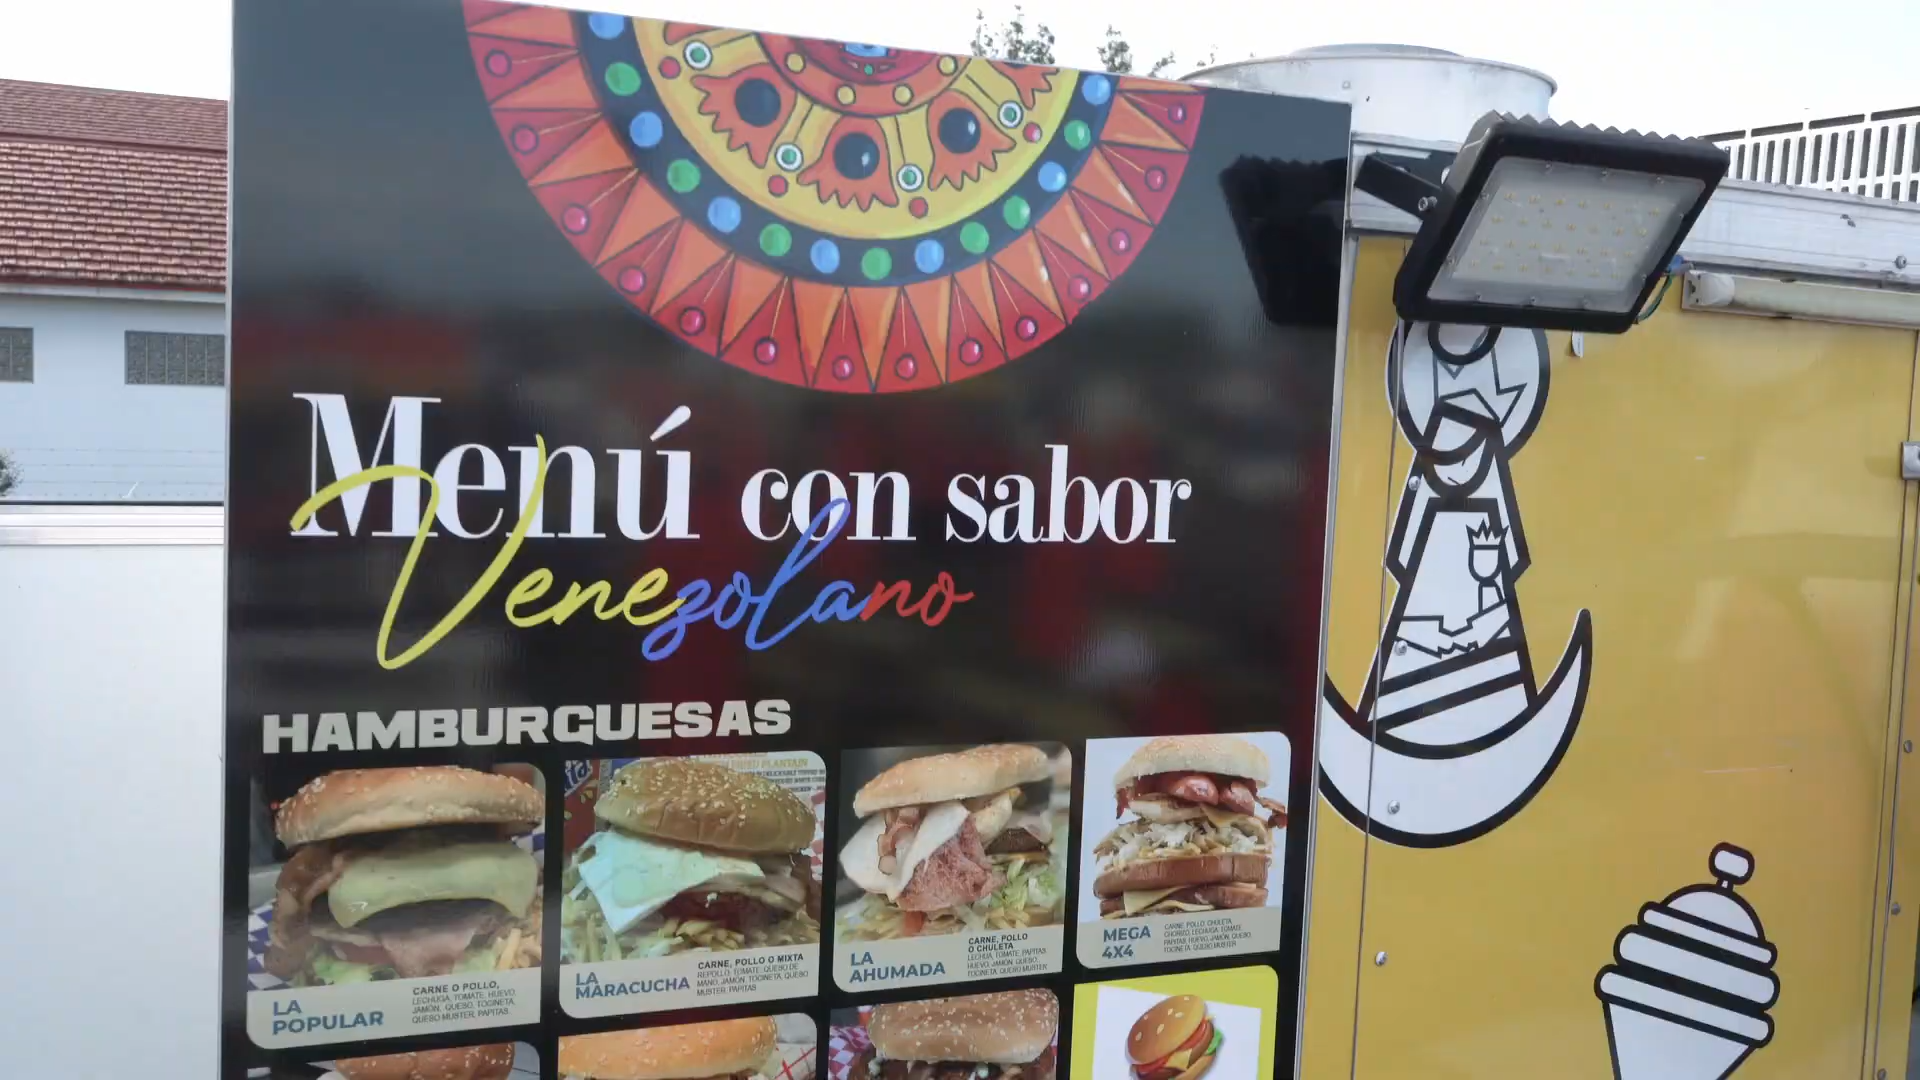 Menú con sabor
Venezolano
HAMBURGUESAS
LA
POPULAR
CARNE O POLLO,
LECHUGA, TOMATE, HUEVO,
JAMÓN, QUESO, TOCINETA,
QUESO MUSTER, PAPITAS.
LA
MARACUCHA
CARNE, POLLO O MIXTA
REPOLLO, TOMATE, QUESO DE
MANO, JAMÓN, TOCINETA, QUESO
MUSTER, PAPITAS
LA
AHUMADA
CARNE, POLLO
O CHULETA
LECHUA, TOMATE, PAPITAS,
HUEVO, JAMÓN, QUESO,
TOCINETA, QUESO MUSTER
MEGA
4X4
CARNE, POLLO, CHULETA,
CHORIZO, LECHUGA, TOMATE,
PAPITAS, HUEVO, JAMÓN, QUESO,
TOCINETA, QUESO MUSTER